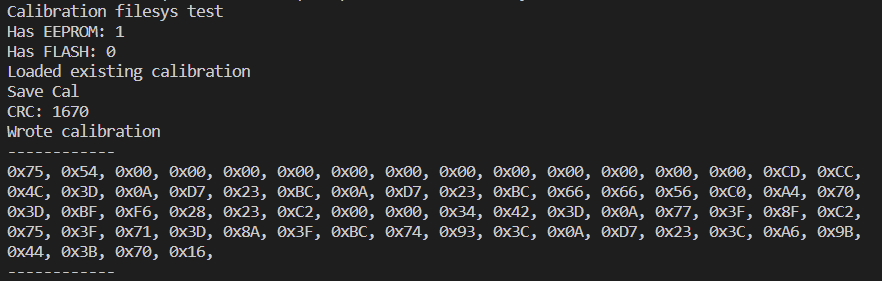 Calibration filesys test
Has EEPROM: 1
Has FLASH: 0
Loaded existing calibration
Save Cal
CRC: 1670
Wrote calibration
------------
0x75, 0x54, 0x00, 0x00, 0x00, 0x00, 0x00, 0x00, 0x00, 0x00, 0x00, 0x00, 0x00, 0x00, 0xCD, 0xCC,
0x4C, 0x3D, 0x0A, 0xD7, 0x23, 0xBC, 0x0A, 0xD7, 0x23, 0xBC, 0x66, 0x66, 0x56, 0xC0, 0xA4, 0x70,
0x3D, 0xBF, 0xF6, 0x28, 0x23, 0xC2, 0x00, 0x00, 0x34, 0x42, 0x3D, 0x0A, 0x77, 0x3F, 0x8F, 0xC2,
0x75, 0x3F, 0x71, 0x3D, 0x8A, 0x3F, 0xBC, 0x74, 0x93, 0x3C, 0x0A, 0xD7, 0x23, 0x3C, 0xA6, 0x9B,
0x44, 0x3B, 0x70, 0x16,
------------